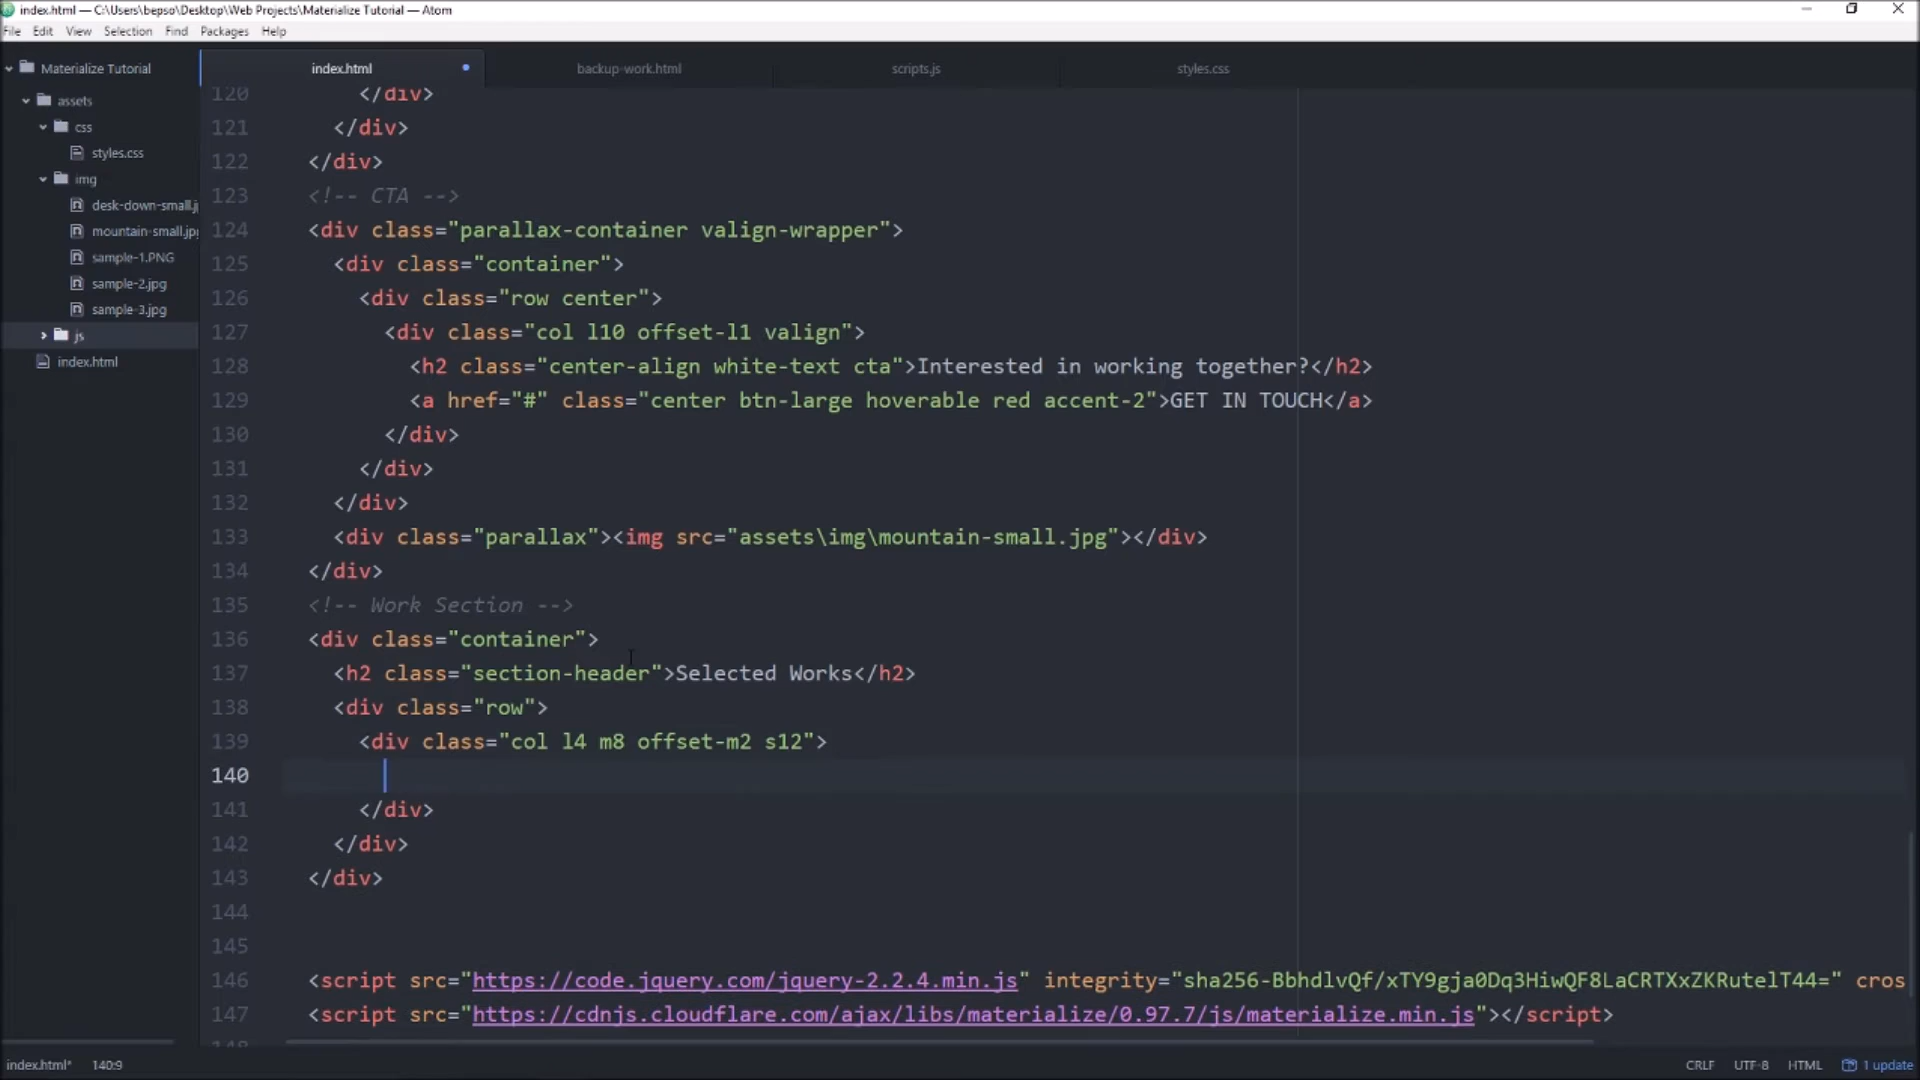 index.html — C:\Users\bepso\Desktop\Web Projects\Materialize Tutorial — Atom
File Edit View Selection Find Packages Help
Materialize Tutorial
assets
css
styles.css
img
desk-down-small.j
mountain-small.jp
sample-1.PNG
sample-2.jpg
sample-3.jpg
js
index.html
index.html backup-work.html scripts.js styles.css
120 </div>
121 </div>
122 </div>
123 <!-- CTA -->
124 <div class="parallax-container valign-wrapper">
125 <div class="container">
126 <div class="row center">
127 <div class="col l10 offset-l1 valign">
128 <h2 class="center-align white-text cta">Interested in working together?</h2>
129 <a href="#" class="center btn-large hoverable red accent-2">GET IN TOUCH</a>
130 </div>
131 </div>
132 </div>
133 <div class="parallax"><img src="assets\img\mountain-small.jpg"></div>
134 </div>
135 <!-- Work Section -->
136 <div class="container">
137 <h2 class="section-header">Selected Works</h2>
138 <div class="row">
139 <div class="col l4 m8 offset-m2 s12">
140
141 </div>
142 </div>
143 </div>
144
145
146 <script src="https://code.jquery.com/jquery-2.2.4.min.js" integrity="sha256-BbhdlvQf/xTY9gja0Dq3HiwQF8LaCRTXxZKRutelT44=" cros
147 <script src="https://cdnjs.cloudflare.com/ajax/libs/materialize/0.97.7/js/materialize.min.js"></script>
index.html* 140:9 CRLF UTF-8 HTML 1 update